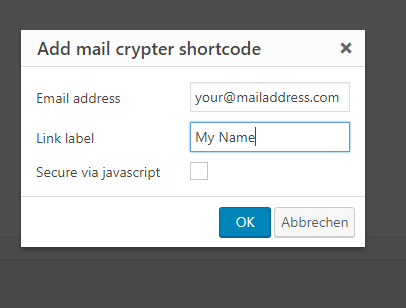 Add mail crypter shortcode
Email address your@mailaddress.com
Link label My Name
Secure via javascript
OK Abbrechen